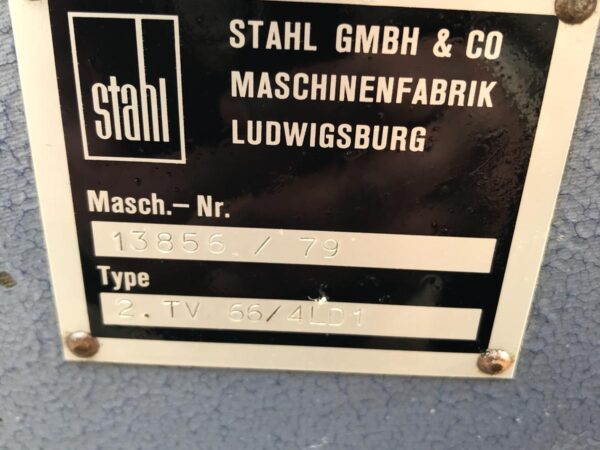 stahl
STAHL GMBH & CO
MASCHINENFABRIK
LUDWIGSBURG
Masch.– Nr.
13856 / 79
Type
2. TV 66/4LD1